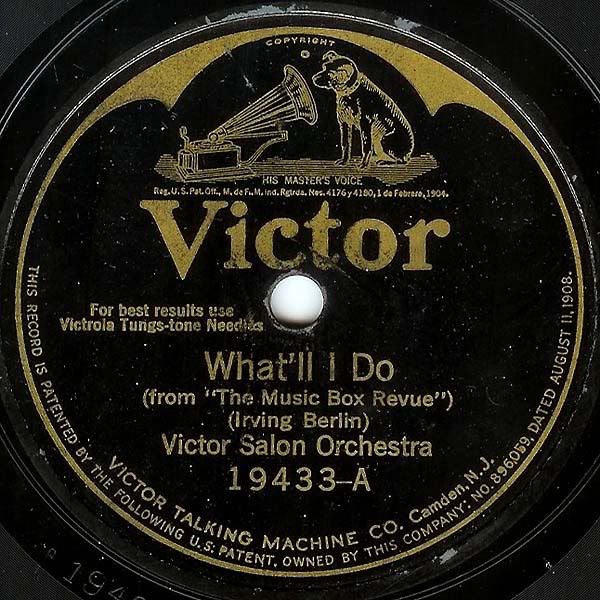 COPYRIGHT
HIS MASTER'S VOICE
Reg. U.S. Pat. Off., M. de F., M. Ind. Rgtrda. Nos. 4176 y 4180, 1 de Febrero, 1904.
Victor
For best results use
Victrola Tungs-tone Needles
What'll I Do
(from "The Music Box Revue")
(Irving Berlin)
Victor Salon Orchestra
19433-A
VICTOR TALKING MACHINE CO. Camden, N.J.
THIS RECORD IS PATENTED BY THE FOLLOWING U.S. PATENT, OWNED BY THIS COMPANY: NO. 896059, DATED AUGUST 11, 1908.